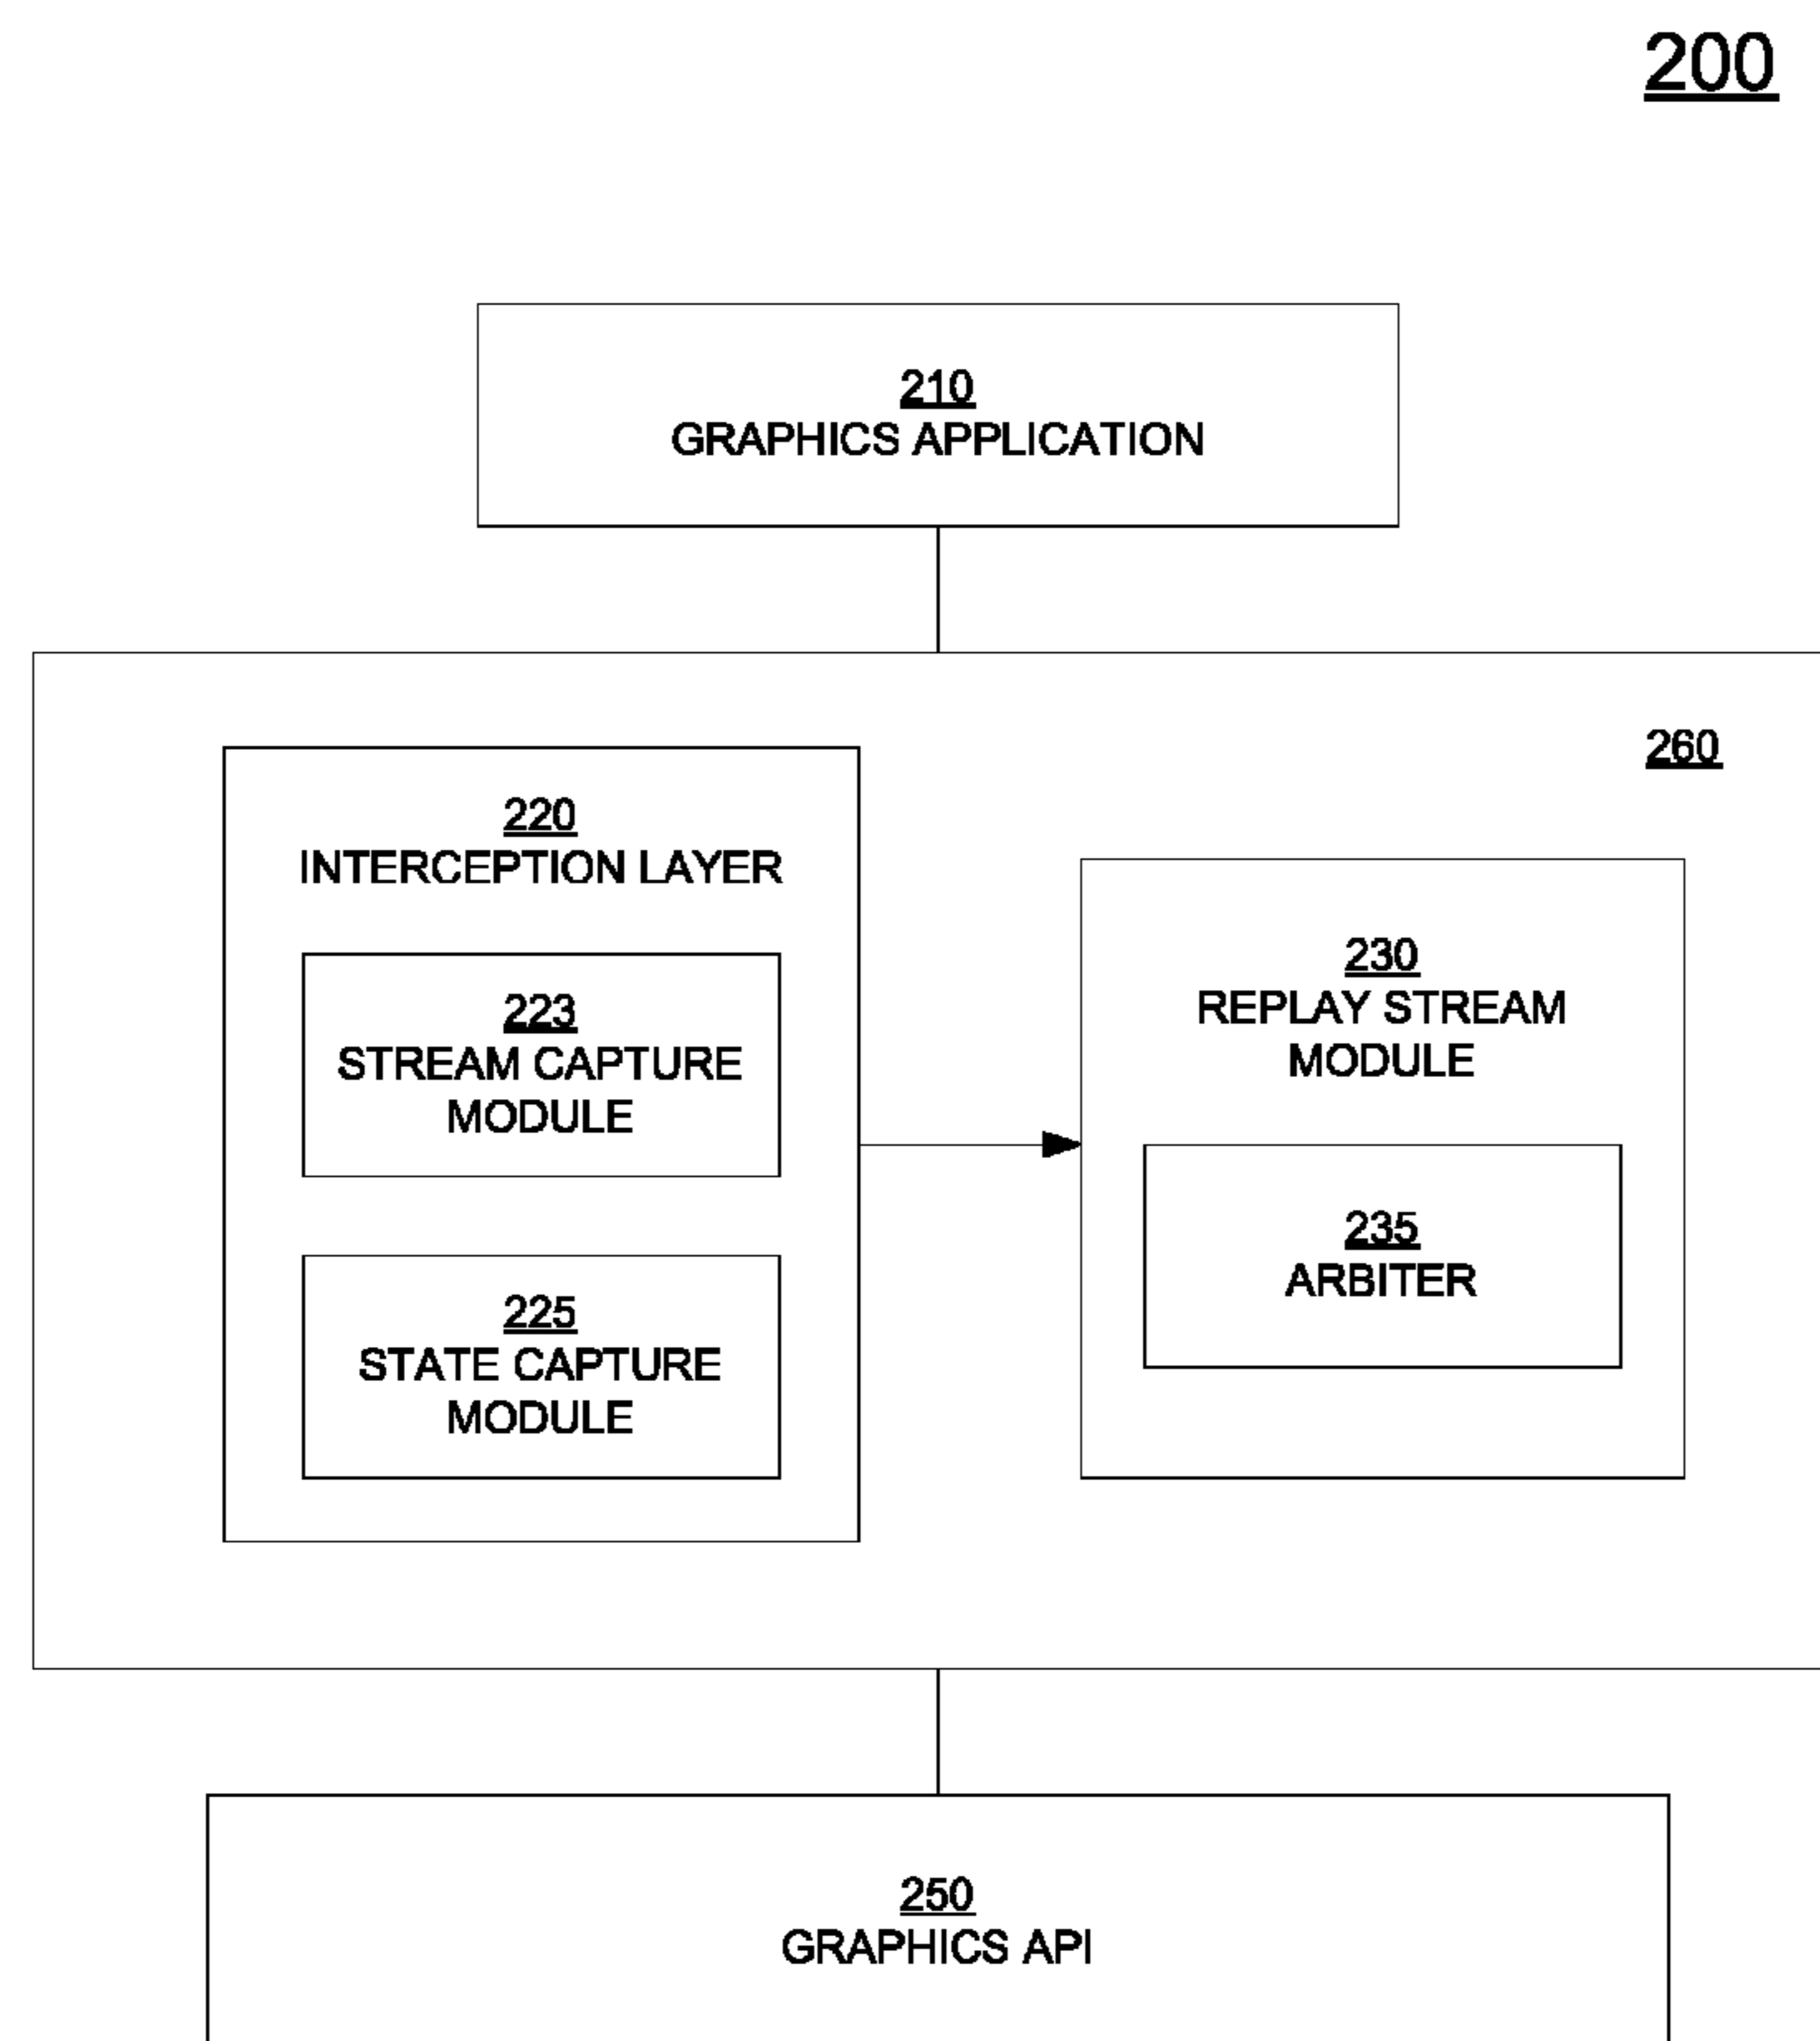 200
210
GRAPHICS APPLICATION
260
220
INTERCEPTION LAYER
223
STREAM CAPTURE
MODULE
225
STATE CAPTURE
MODULE
230
REPLAY STREAM
MODULE
235
ARBITER
250
GRAPHICS API